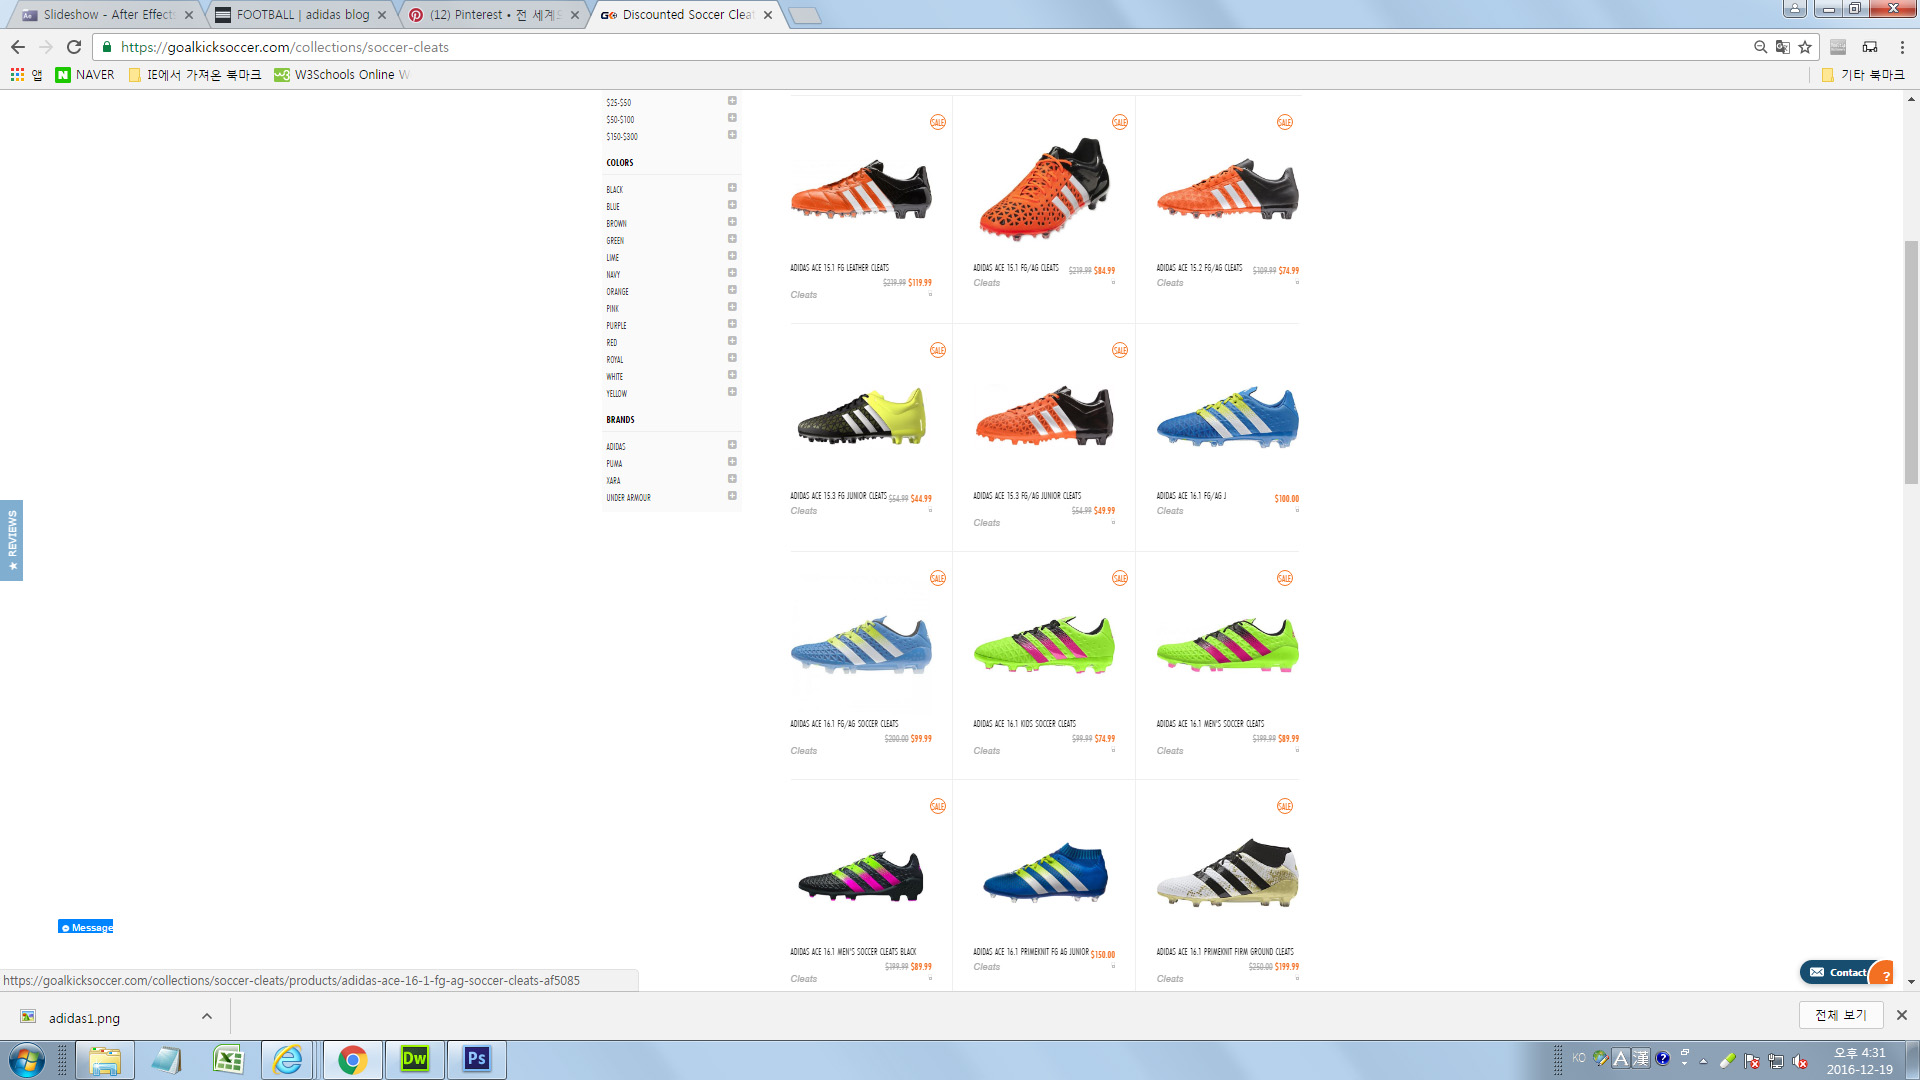 Slideshow - After Effects
FOOTBALL | adidas blog
(12) Pinterest • 전 세계의
Discounted Soccer Clea
https://goalkicksoccer.com/collections/soccer-cleats
앱
NAVER
IE에서 가져온 북마크
W3Schools Online W
기타 북마크
$25-$50
$50-$100
$150-$300
COLORS
BLACK
BLUE
BROWN
GREEN
LIME
NAVY
ORANGE
PINK
PURPLE
RED
ROYAL
WHITE
YELLOW
BRANDS
ADIDAS
PUMA
XARA
UNDER ARMOUR
SALE
SALE
SALE
ADIDAS ACE 15.1 FG LEATHER CLEATS
$239.99 $119.99
Cleats
ADIDAS ACE 15.1 FG/AG CLEATS
$219.99 $84.99
Cleats
ADIDAS ACE 15.2 FG/AG CLEATS
$109.99 $74.99
Cleats
SALE
SALE
ADIDAS ACE 15.3 FG JUNIOR CLEATS
$54.99 $44.99
Cleats
ADIDAS ACE 15.3 FG/AG JUNIOR CLEATS
$54.99 $49.99
Cleats
ADIDAS ACE 16.1 FG/AG J
$100.00
Cleats
SALE
SALE
SALE
ADIDAS ACE 16.1 FG/AG SOCCER CLEATS
$200.00 $99.99
Cleats
ADIDAS ACE 16.1 KIDS SOCCER CLEATS
$99.99 $74.99
Cleats
ADIDAS ACE 16.1 MEN'S SOCCER CLEATS
$199.99 $89.99
Cleats
SALE
SALE
ADIDAS ACE 16.1 MEN'S SOCCER CLEATS BLACK
$199.99 $89.99
Cleats
ADIDAS ACE 16.1 PRIMEKNIT FG AG JUNIOR
$150.00
Cleats
ADIDAS ACE 16.1 PRIMEKNIT FIRM GROUND CLEATS
$250.00 $199.99
Cleats
★ REVIEWS
Message
Contact
?
https://goalkicksoccer.com/collections/soccer-cleats/products/adidas-ace-16-1-fg-ag-soccer-cleats-af5085
adidas1.png
전체 보기
Dw
Ps
KO
A
漢
오후 4:31
2016-12-19